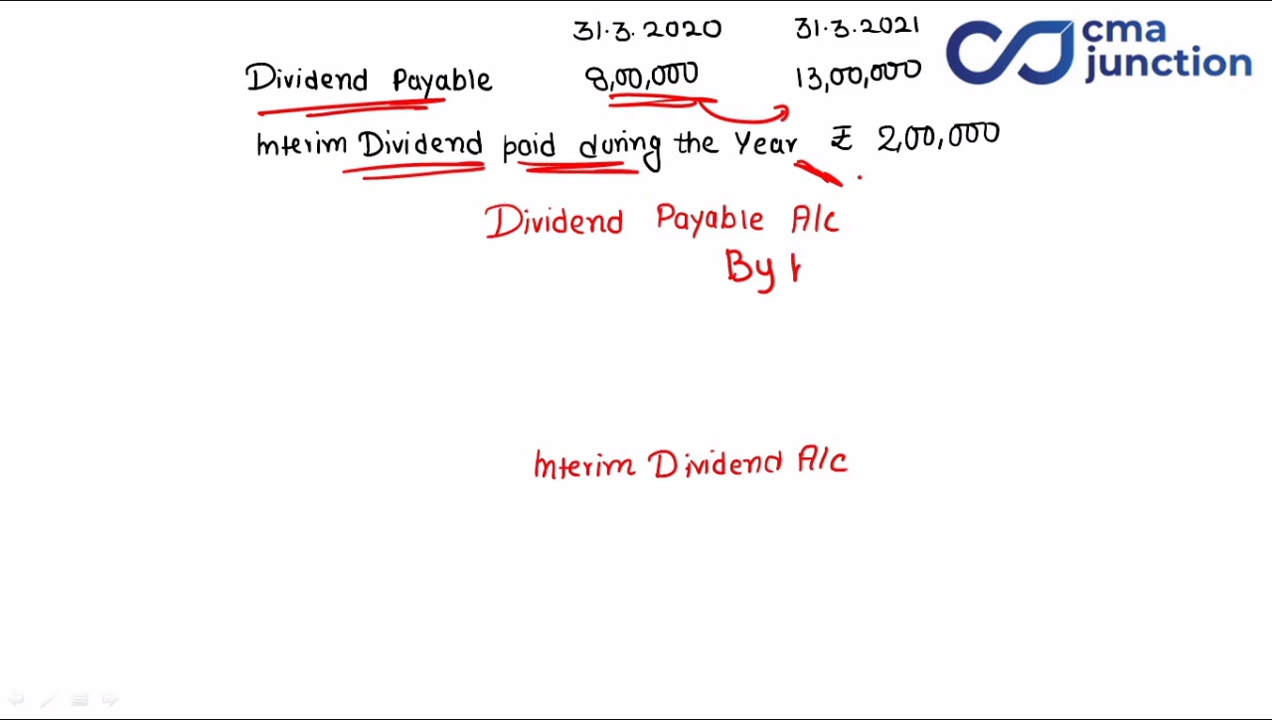 31.3.2020 31.3.2021
cma junction
Dividend Payable 8,00,000 13,00,000
Interim Dividend paid during the Year ₹ 2,00,000
Dividend Payable A/c
By
Interim Dividend A/c